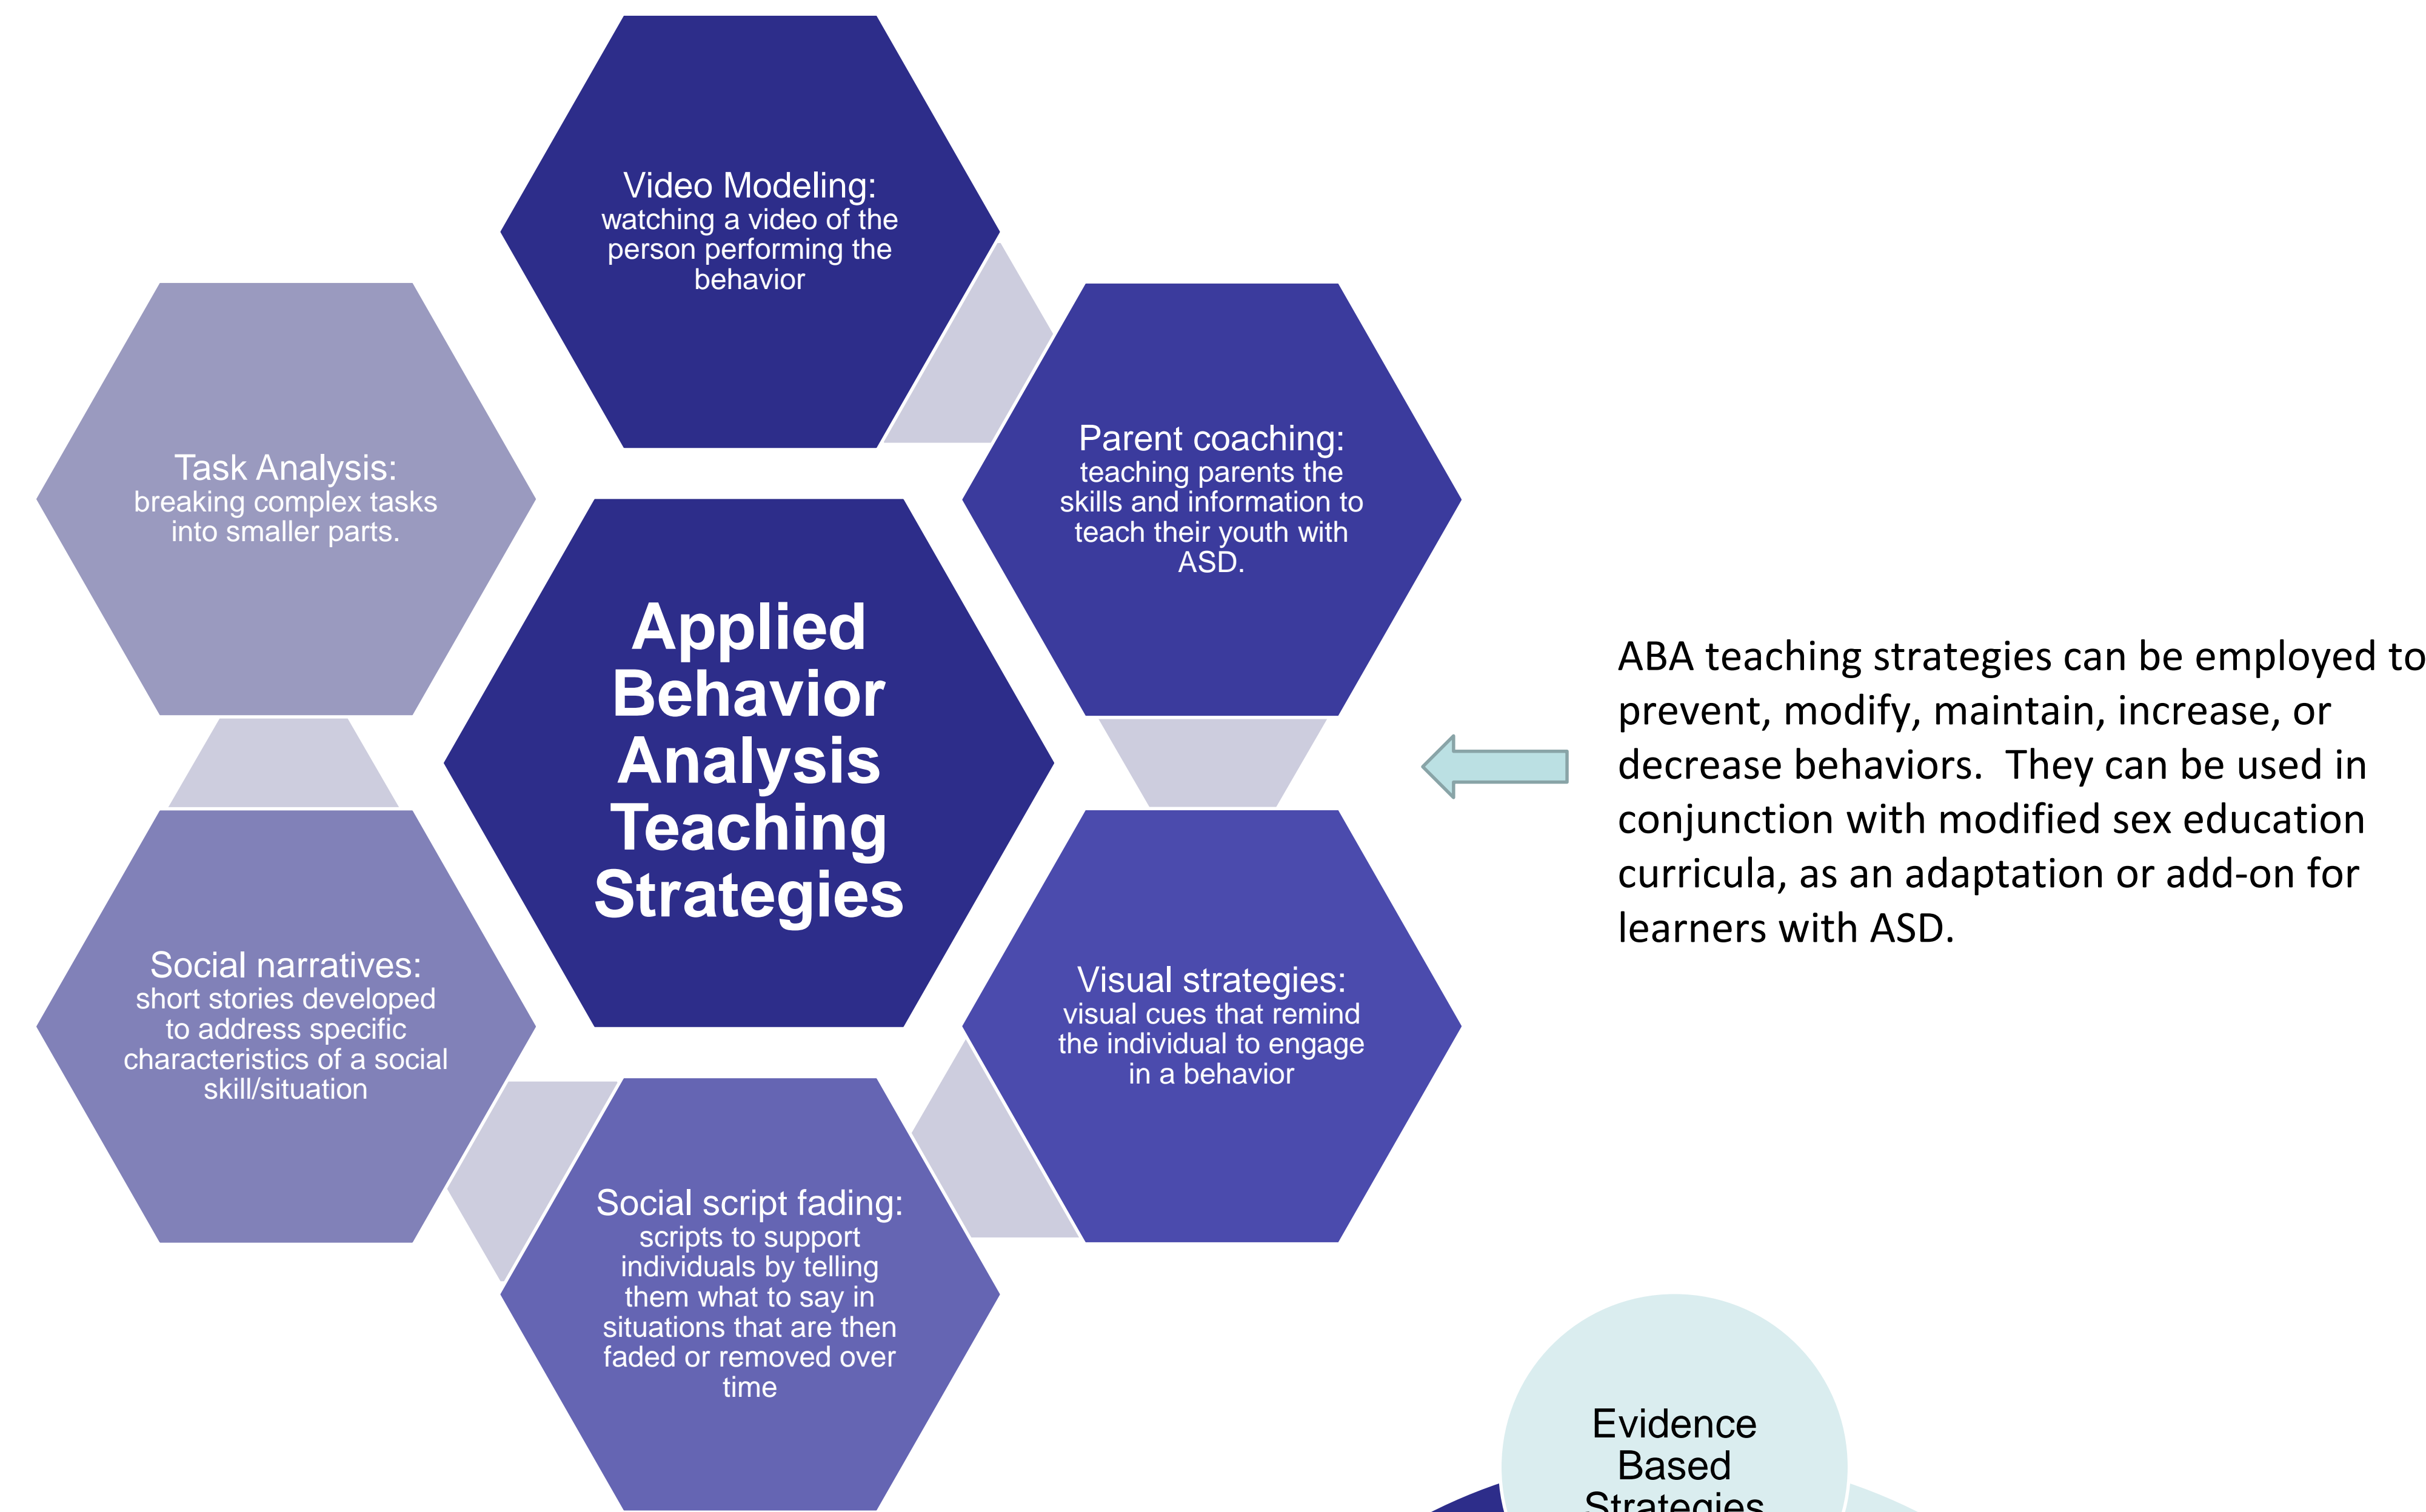 Video Modeling:
watching a video of the
person performing the
behavior
Parent coaching:
teaching parents the
skills and information to
teach their youth with
ASD.
Task Analysis:
breaking complex tasks
into smaller parts.
Applied
Behavior
Analysis
Teaching
Strategies
ABA teaching strategies can be employed to
prevent, modify, maintain, increase, or
decrease behaviors.  They can be used in
conjunction with modified sex education
curricula, as an adaptation or add-on for
learners with ASD.
Social narratives:
short stories developed
to address specific
characteristics of a social
skill/situation
Visual strategies:
visual cues that remind
the individual to engage
in a behavior
Social script fading:
scripts to support
individuals by telling
them what to say in
situations that are then
faded or removed over
time
Evidence
Based
Strategies